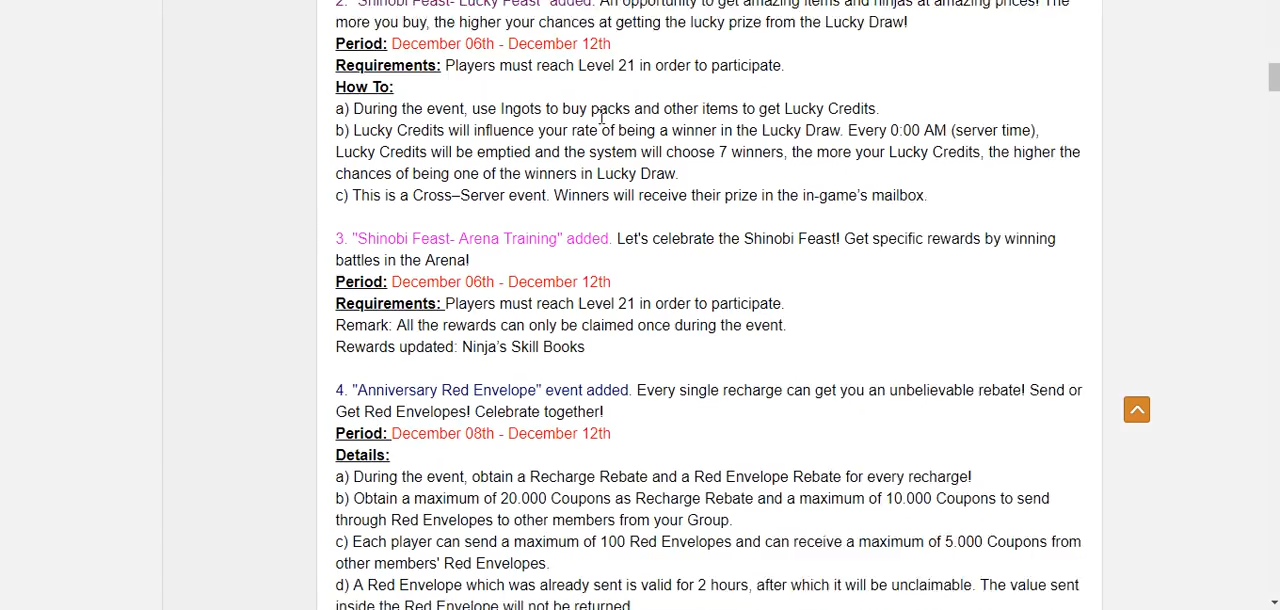 2. "Shinobi Feast- Lucky Feast" added. An opportunity to get amazing items and ninjas at amazing prices! The
more you buy, the higher your chances at getting the lucky prize from the Lucky Draw!
Period: December 06th - December 12th
Requirements: Players must reach Level 21 in order to participate.
How To:
a) During the event, use Ingots to buy packs and other items to get Lucky Credits.
b) Lucky Credits will influence your rate of being a winner in the Lucky Draw. Every 0:00 AM (server time),
Lucky Credits will be emptied and the system will choose 7 winners, the more your Lucky Credits, the higher the
chances of being one of the winners in Lucky Draw.
c) This is a Cross–Server event. Winners will receive their prize in the in-game’s mailbox.
3. "Shinobi Feast- Arena Training" added. Let's celebrate the Shinobi Feast! Get specific rewards by winning
battles in the Arena!
Period: December 06th - December 12th
Requirements: Players must reach Level 21 in order to participate.
Remark: All the rewards can only be claimed once during the event.
Rewards updated: Ninja’s Skill Books
4. "Anniversary Red Envelope" event added. Every single recharge can get you an unbelievable rebate! Send or
Get Red Envelopes! Celebrate together!
Period: December 08th - December 12th
Details:
a) During the event, obtain a Recharge Rebate and a Red Envelope Rebate for every recharge!
b) Obtain a maximum of 20.000 Coupons as Recharge Rebate and a maximum of 10.000 Coupons to send
through Red Envelopes to other members from your Group.
c) Each player can send a maximum of 100 Red Envelopes and can receive a maximum of 5.000 Coupons from
other members' Red Envelopes.
d) A Red Envelope which was already sent is valid for 2 hours, after which it will be unclaimable. The value sent
inside the Red Envelope will not be returned.